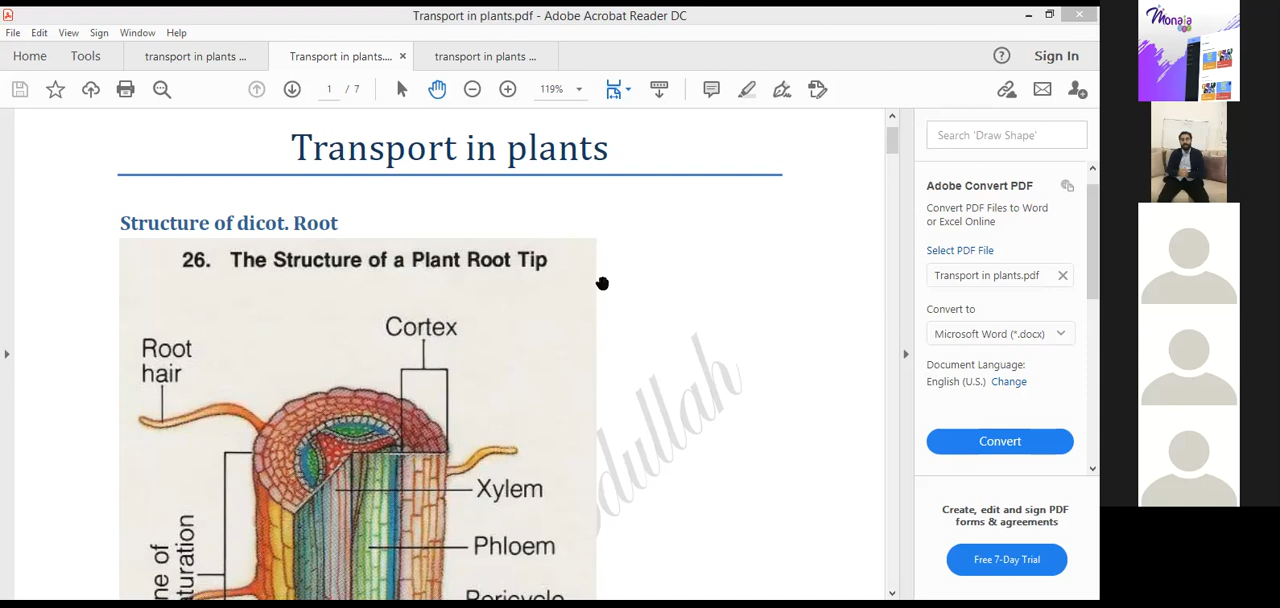 Transport in plants.pdf - Adobe Acrobat Reader DC
File Edit View Sign Window Help
Home Tools transport in plants ... Transport in plants.... × transport in plants ... Sign In
1 / 7 119%
Transport in plants
Structure of dicot. Root
26. The Structure of a Plant Root Tip
Cortex
Root
hair
Xylem
Phloem
Search 'Draw Shape'
Adobe Convert PDF
Convert PDF Files to Word
or Excel Online
Select PDF File
Transport in plants.pdf
Convert to
Microsoft Word (*.docx)
Document Language:
English (U.S.) Change
Convert
Create, edit and sign PDF
forms & agreements
Free 7-Day Trial